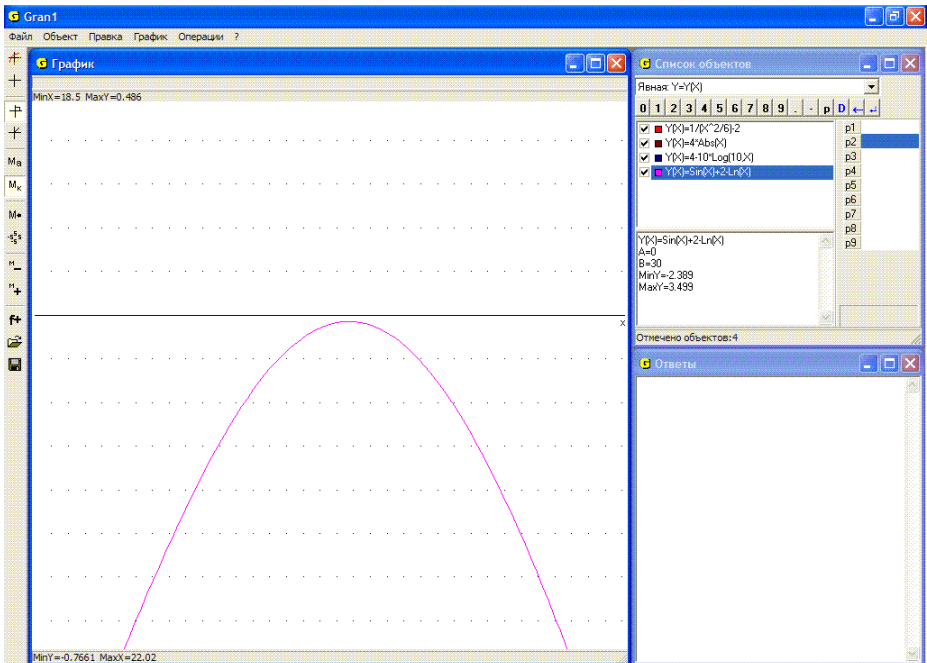 Gran1
Файл Объект Правка График Операции ?
График
MinX=18.5 MaxY=0.486
x
MinY=-0.7661 MaxX=22.02
Ma
Mк
M•
-s s s
M_
M+
f+
Список объектов
Явная: Y=Y(X)
0 1 2 3 4 5 6 7 8 9 . - p D ← ↵
Y(X)=1/(X^2/6)-2
Y(X)=4*Abs(X)
Y(X)=4-10*Log(10,X)
Y(X)=Sin(X)+2-Ln(X)
p1
p2
p3
p4
p5
p6
p7
p8
p9
Y(X)=Sin(X)+2-Ln(X)
A=0
B=30
MinY=-2.389
MaxY=3.499
Отмечено объектов:4
Ответы